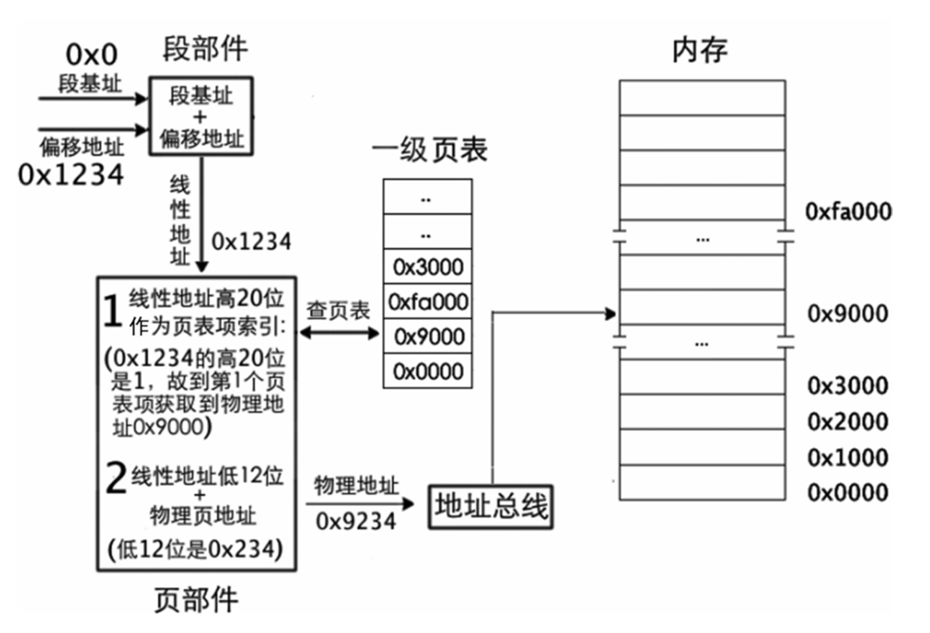 0x0
段基址
偏移地址
0x1234
段部件
段基址
+
偏移地址
线
性
地
址
0x1234
1 线性地址高20位
作为页表项索引:
(0x1234的高20位
是1，故到第1个页
表项获取到物理地
址0x9000)
2 线性地址低12位
+
物理页地址
(低12位是0x234)
页部件
查页表
一级页表
..
..
0x3000
0xfa000
0x9000
0x0000
物理地址
0x9234
地址总线
内存
0xfa000
...
0x9000
...
0x3000
0x2000
0x1000
0x0000